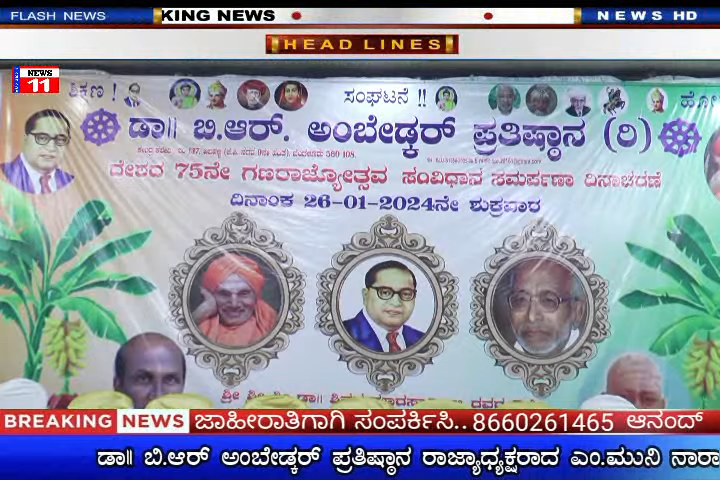 FLASH NEWS
KING NEWS
NEWS HD
HEAD LINES
NEWS
11
ಶಿಕ್ಷಣ ! ಸಂಘಟನೆ !!
ಡಾ|| ಬಿ.ಆರ್. ಅಂಬೇಡ್ಕರ್ ಪ್ರತಿಷ್ಠಾನ (ರಿ)
ದೇಶದ 75ನೇ ಗಣರಾಜ್ಯೋತ್ಸವ ಸಂವಿಧಾನ ಸಮರ್ಪಣಾ ದಿನಾಚರಣೆ
ದಿನಾಂಕ 26-01-2024ನೇ ಶುಕ್ರವಾರ
BREAKING NEWS ಜಾಹೀರಾತಿಗಾಗಿ ಸಂಪರ್ಕಿಸಿ.. 8660261465 ಆನಂದ್
ಡಾ|| ಬಿ.ಆರ್ ಅಂಬೇಡ್ಕರ್ ಪ್ರತಿಷ್ಠಾನ ರಾಜ್ಯಾಧ್ಯಕ್ಷರಾದ ಎಂ.ಮುನಿ ನಾರಾ